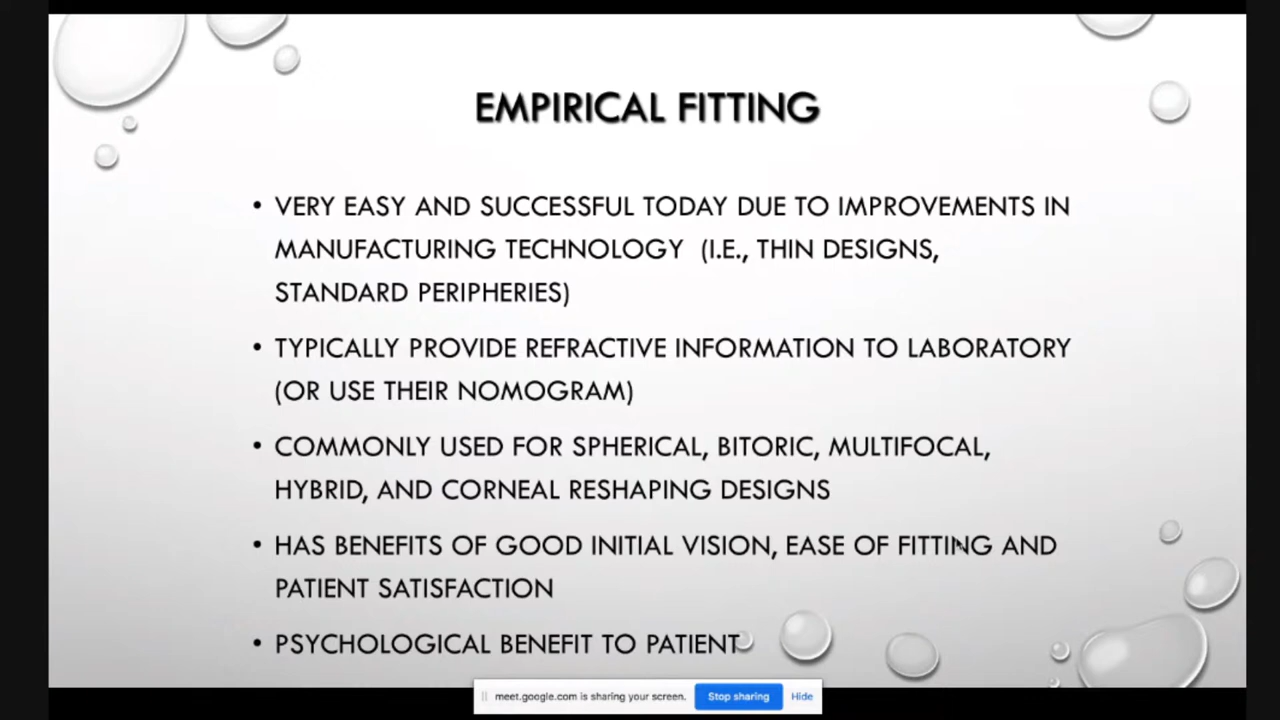 EMPIRICAL FITTING
• VERY EASY AND SUCCESSFUL TODAY DUE TO IMPROVEMENTS IN
MANUFACTURING TECHNOLOGY (I.E., THIN DESIGNS,
STANDARD PERIPHERIES)
• TYPICALLY PROVIDE REFRACTIVE INFORMATION TO LABORATORY
(OR USE THEIR NOMOGRAM)
• COMMONLY USED FOR SPHERICAL, BITORIC, MULTIFOCAL,
HYBRID, AND CORNEAL RESHAPING DESIGNS
• HAS BENEFITS OF GOOD INITIAL VISION, EASE OF FITTING AND
PATIENT SATISFACTION
• PSYCHOLOGICAL BENEFIT TO PATIENT
meet.google.com is sharing your screen. Stop sharing Hide